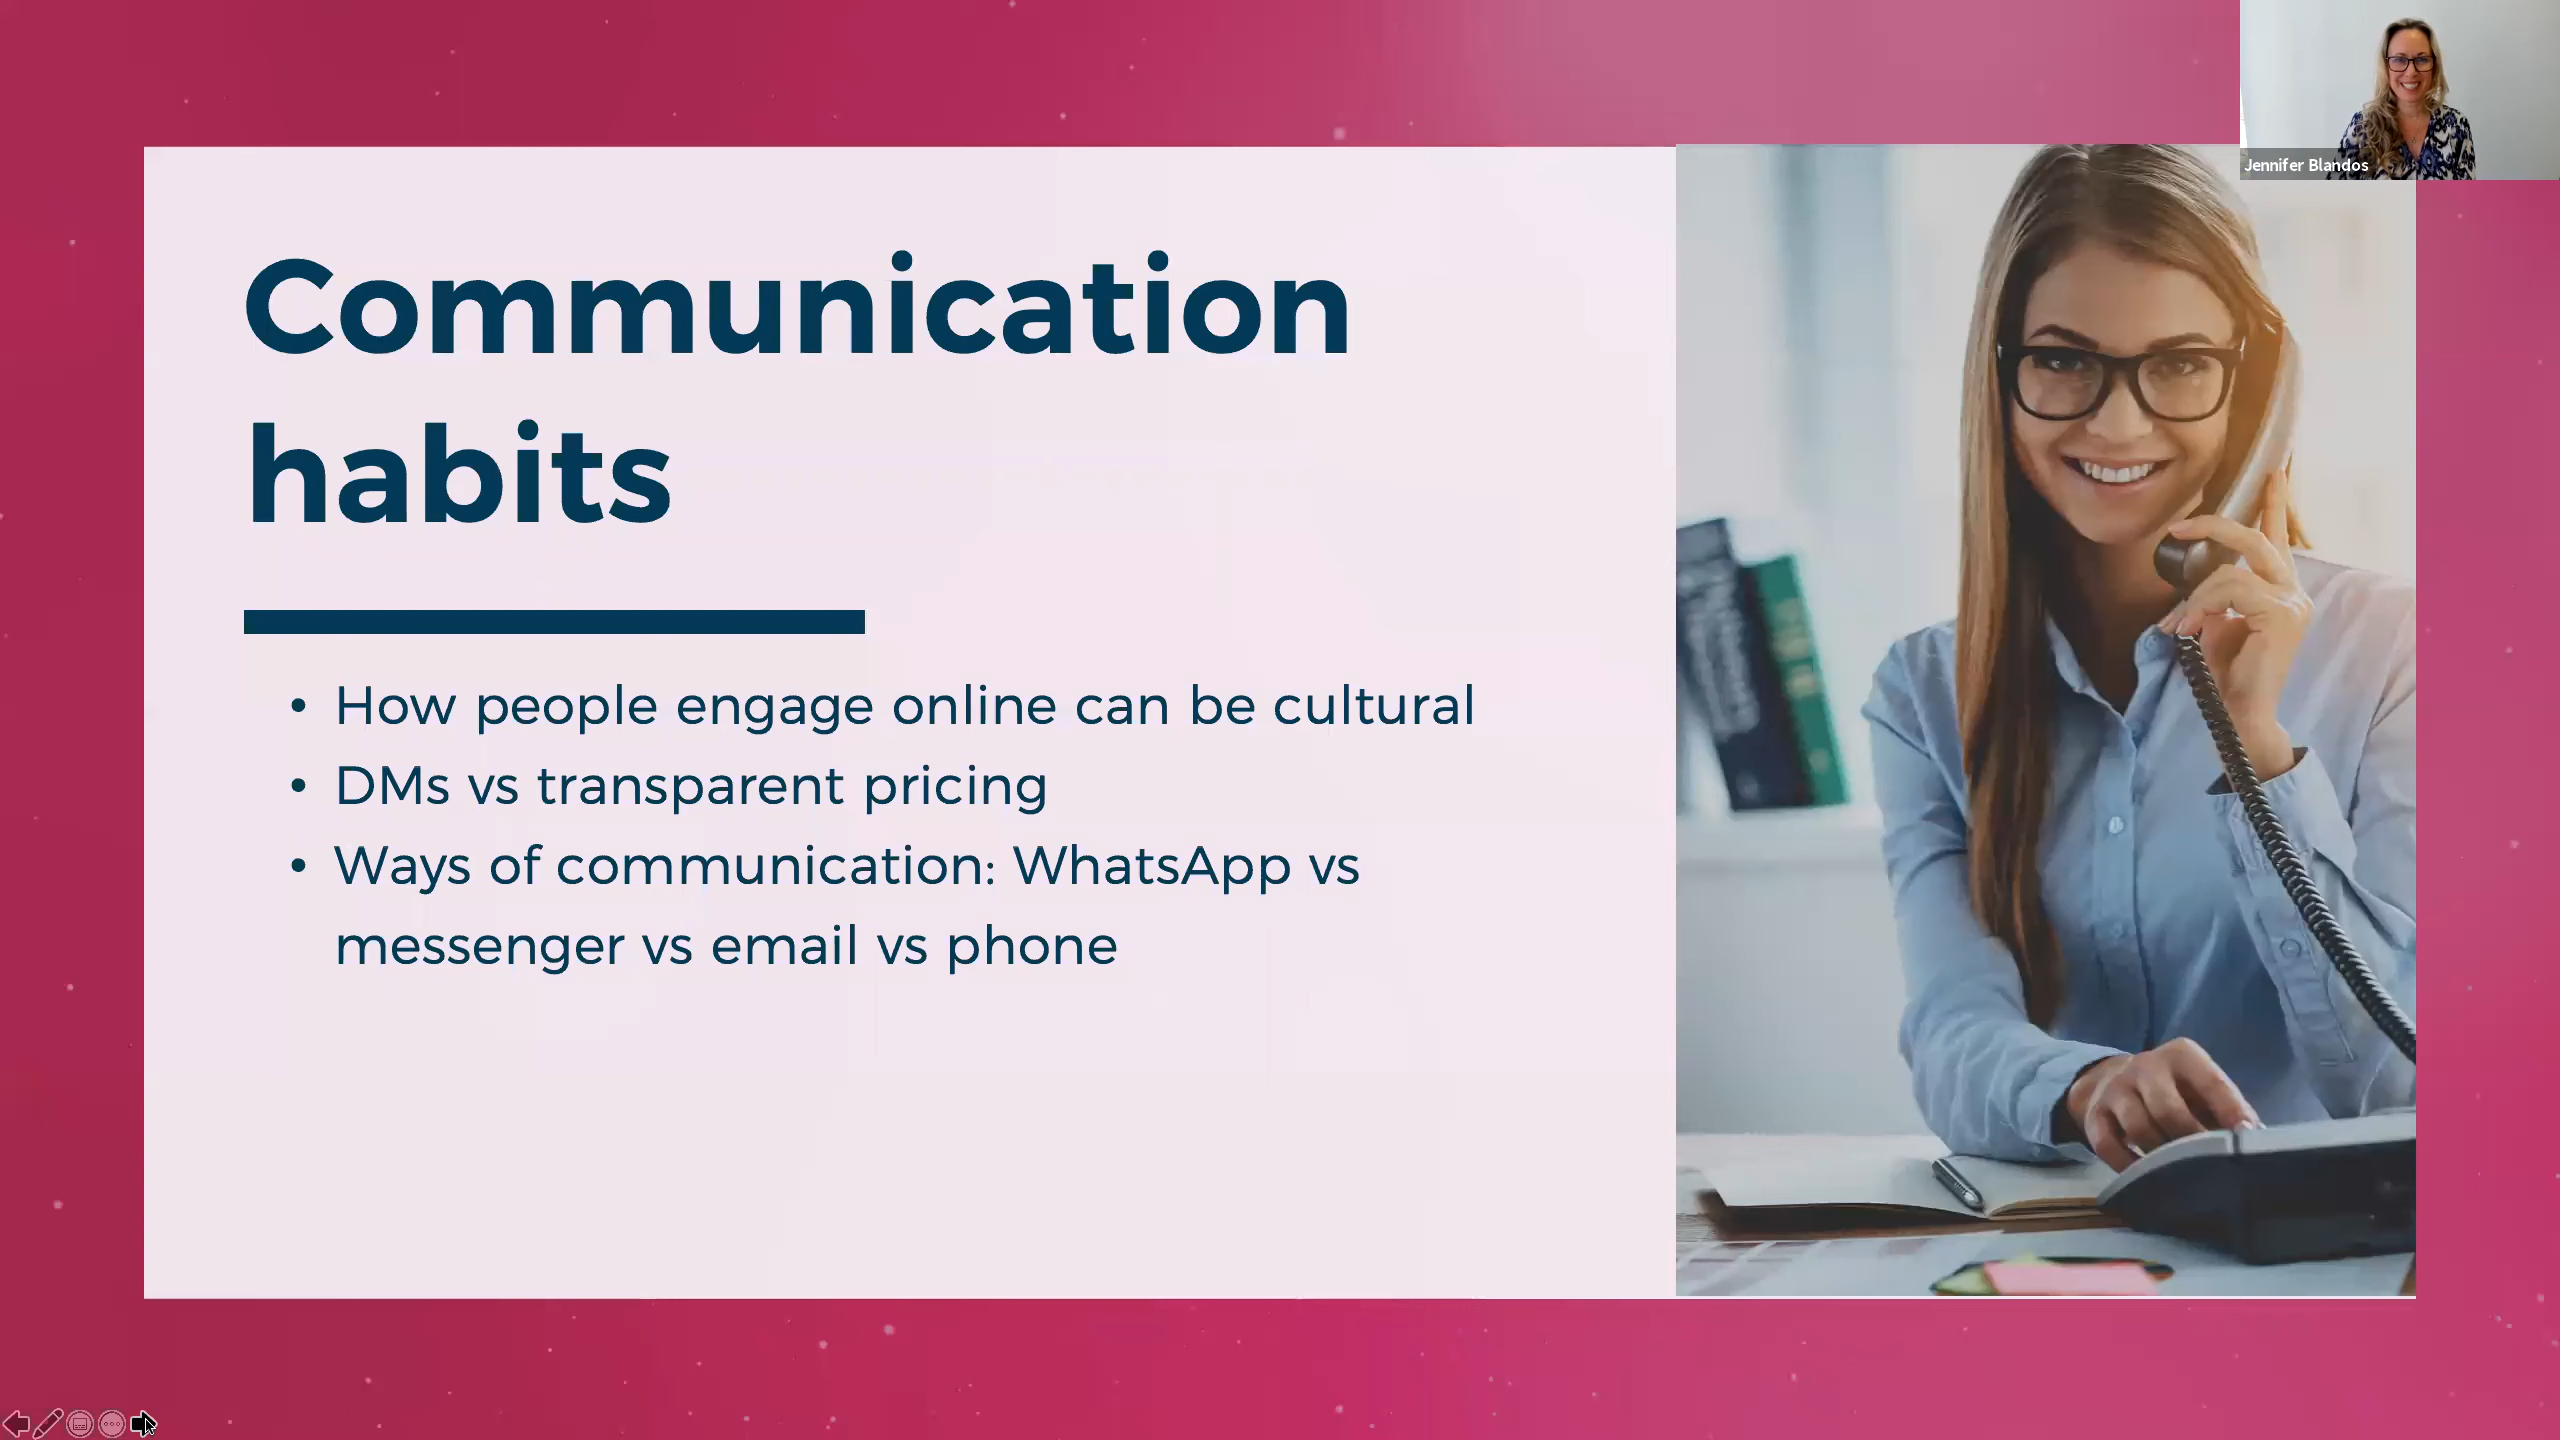 Jennifer Blandos
Communication
habits
• How people engage online can be cultural
• DMs vs transparent pricing
• Ways of communication: WhatsApp vs
messenger vs email vs phone